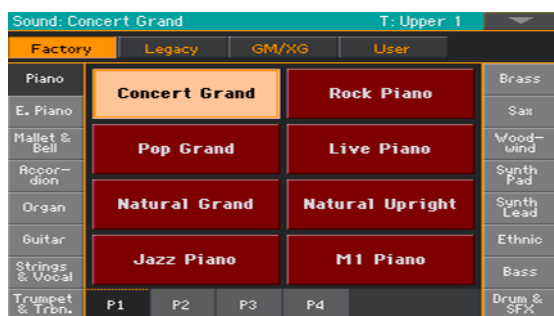 Sound: Concert Grand T: Upper 1
Factory Legacy GM/XG User
Piano
E. Piano
Mallet &
Bell
Accor-
dion
Organ
Guitar
Strings
& Vocal
Trumpet
& Trbn.
Concert Grand Rock Piano
Pop Grand Live Piano
Natural Grand Natural Upright
Jazz Piano M1 Piano
Brass
Sax
Wood-
wind
Synth
Pad
Synth
Lead
Ethnic
Bass
Drum &
SFX
P1 P2 P3 P4